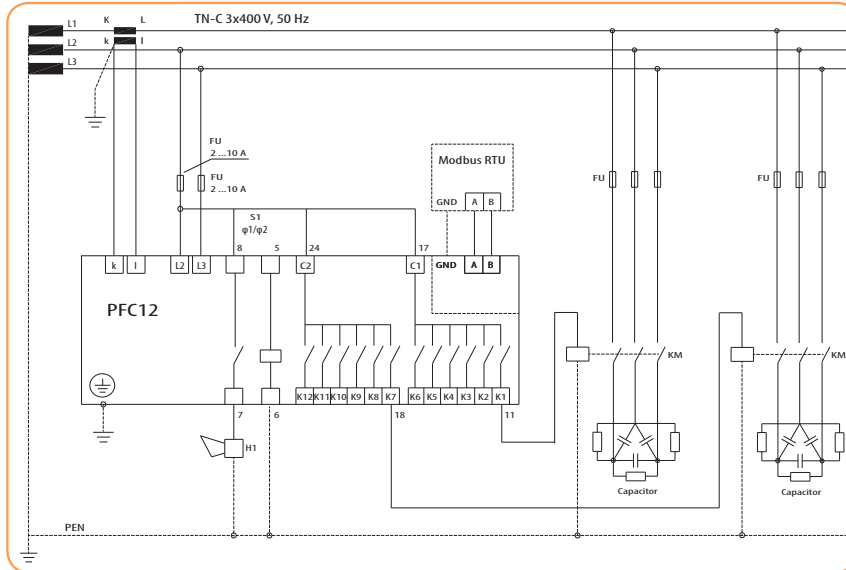 TN-C 3x400 V, 50 Hz
L1 K L
L2 k l
L3
FU
2 ...10 A
FU
2 ...10 A
Modbus RTU
GND A B
FU
FU
S1
φ1/φ2
8 5 24 17
k l L2 L3 C2 C1 GND A B
PFC12
KM
KM
K12 K11 K10 K9 K8 K7 K6 K5 K4 K3 K2 K1
7 6 18 11
H1
Capacitor
Capacitor
PEN